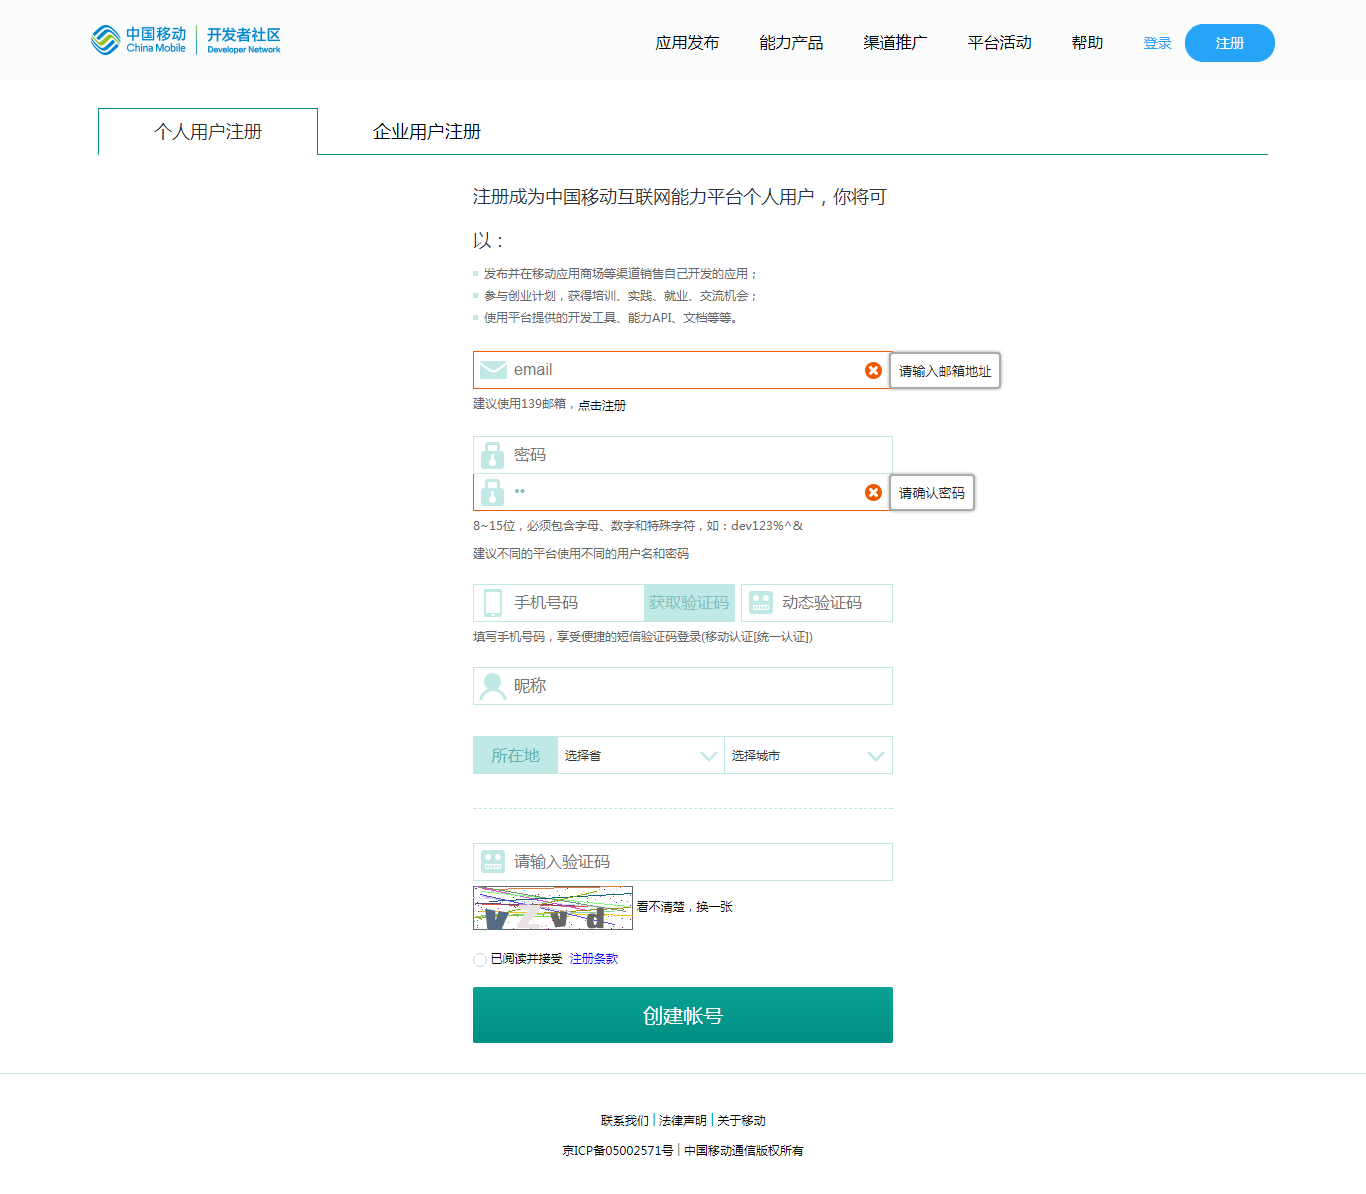 中国移动 China Mobile 开发者社区 Developer Network
应用发布 能力产品 渠道推广 平台活动 帮助 登录 注册
个人用户注册 企业用户注册
注册成为中国移动互联网能力平台个人用户，你将可
以：
发布并在移动应用商场等渠道销售自己开发的应用；
参与创业计划，获得培训、实践、就业、交流机会；
使用平台提供的开发工具、能力API、文档等等。
email 请输入邮箱地址
建议使用139邮箱，点击注册
密码
•• 请确认密码
8~15位，必须包含字母、数字和特殊字符，如：dev123%^&
建议不同的平台使用不同的用户名和密码
手机号码 获取验证码 动态验证码
填写手机号码，享受便捷的短信验证码登录(移动认证[统一认证])
昵称
所在地 选择省 选择城市
请输入验证码
vzvd 看不清楚，换一张
已阅读并接受 注册条款
创建帐号
联系我们 | 法律声明 | 关于移动
京ICP备05002571号 | 中国移动通信版权所有